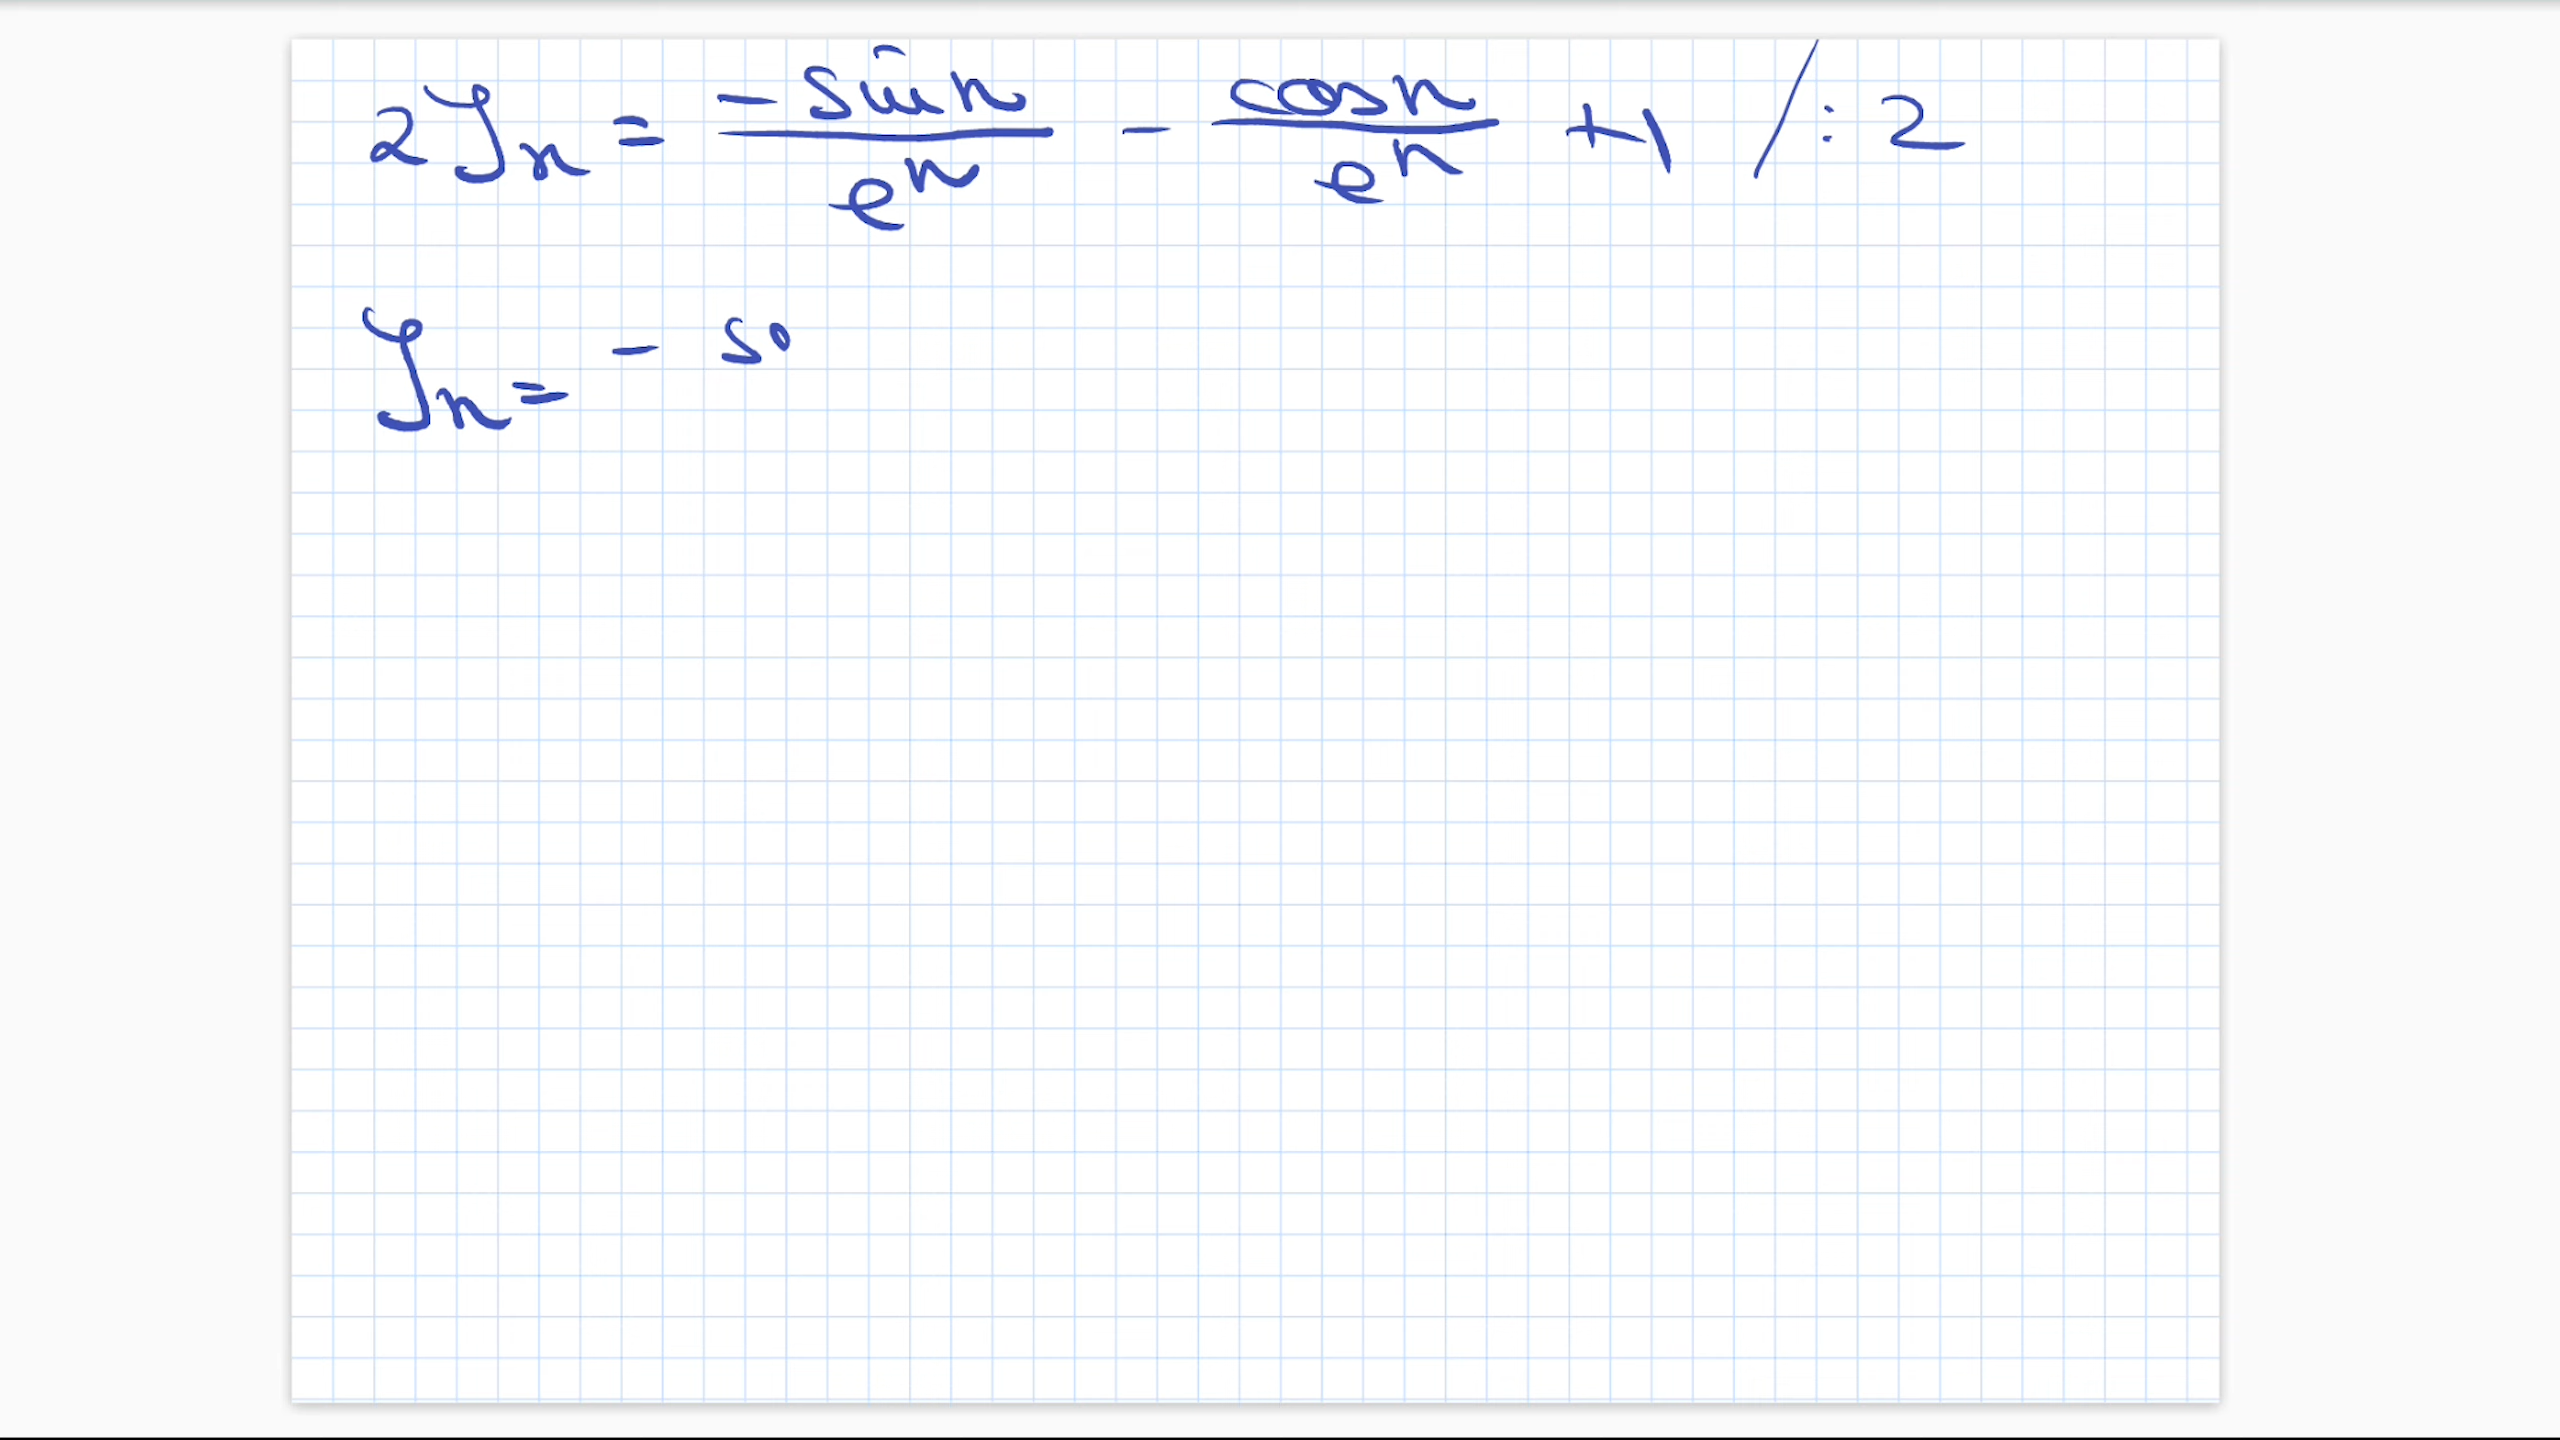 2Jn = -sin n / e^n - cos n / e^n +1 /:2
Jn = - s